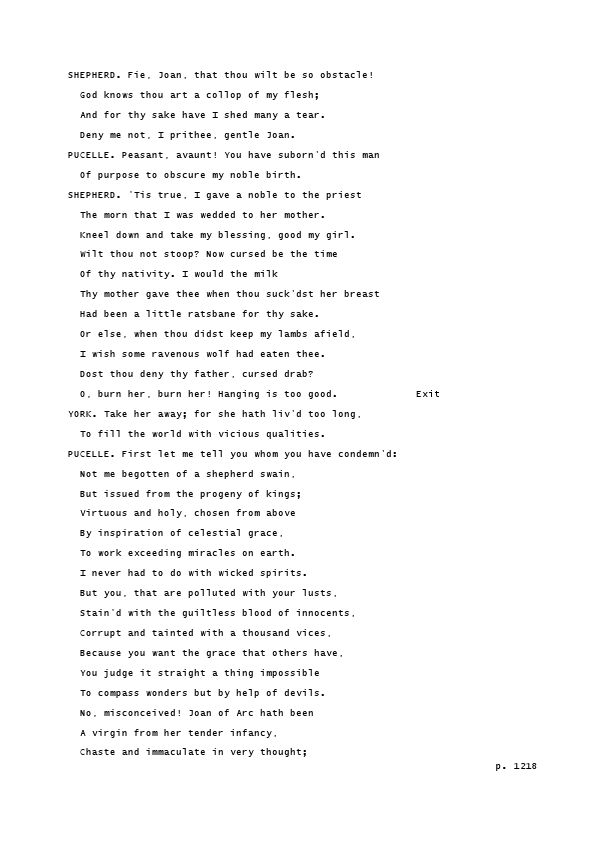 SHEPHERD. Fie, Joan, that thou wilt be so obstacle!
God knows thou art a collop of my flesh;
And for thy sake have I shed many a tear.
Deny me not, I prithee, gentle Joan.
PUCELLE. Peasant, avaunt! You have suborn'd this man
Of purpose to obscure my noble birth.
SHEPHERD. 'Tis true, I gave a noble to the priest
The morn that I was wedded to her mother.
Kneel down and take my blessing, good my girl.
Wilt thou not stoop? Now cursed be the time
Of thy nativity. I would the milk
Thy mother gave thee when thou suck'dst her breast
Had been a little ratsbane for thy sake.
Or else, when thou didst keep my lambs afield,
I wish some ravenous wolf had eaten thee.
Dost thou deny thy father, cursed drab?
O, burn her, burn her! Hanging is too good. Exit
YORK. Take her away; for she hath liv'd too long,
To fill the world with vicious qualities.
PUCELLE. First let me tell you whom you have condemn'd:
Not me begotten of a shepherd swain,
But issued from the progeny of kings;
Virtuous and holy, chosen from above
By inspiration of celestial grace,
To work exceeding miracles on earth.
I never had to do with wicked spirits.
But you, that are polluted with your lusts,
Stain'd with the guiltless blood of innocents,
Corrupt and tainted with a thousand vices,
Because you want the grace that others have,
You judge it straight a thing impossible
To compass wonders but by help of devils.
No, misconceived! Joan of Arc hath been
A virgin from her tender infancy,
Chaste and immaculate in very thought;
p. 1218